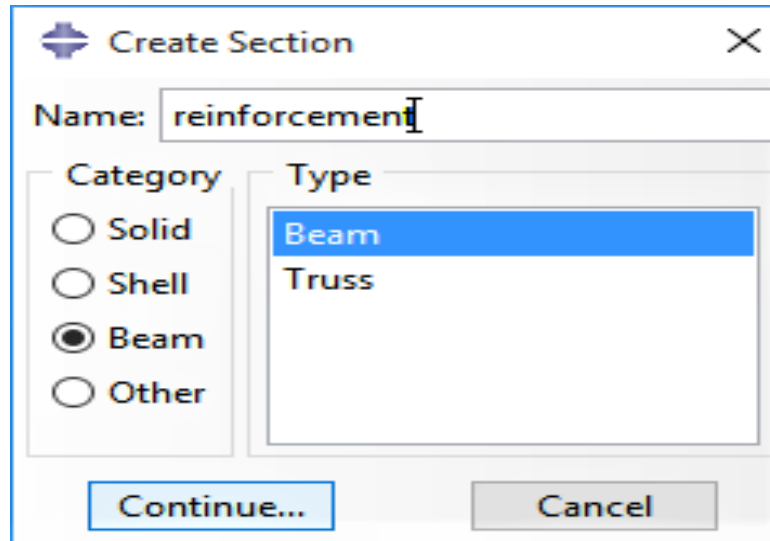 Create Section
Name: reinforcement
Category Type
Solid Beam
Shell Truss
Beam
Other
Continue... Cancel